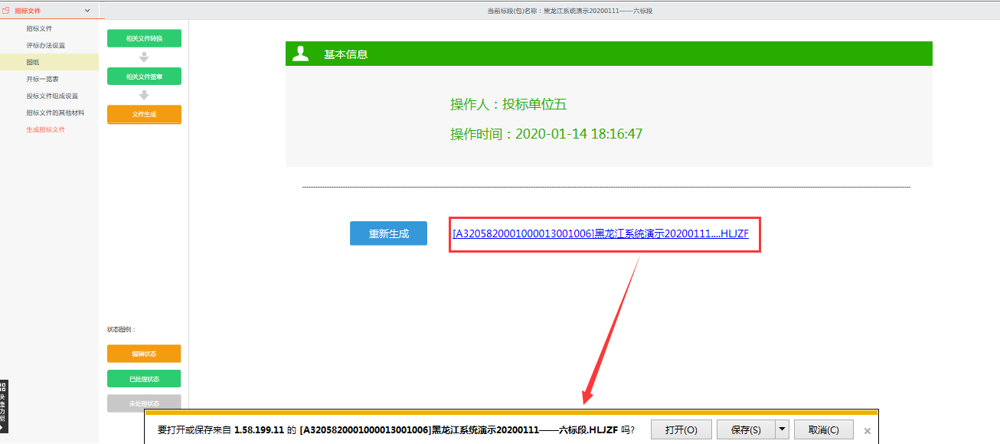 招标文件
当前标段(包)名称：黑龙江系统演示20200111——六标段
招标文件
评标办法设置
图纸
开标一览表
投标文件组成设置
招标文件的其他材料
生成招标文件
相关文件转换
相关文件签章
文件生成
基本信息
操作人：投标单位五
操作时间：2020-01-14 18:16:47
重新生成
[A3205820001000013001006]黑龙江系统演示20200111....HLJZF
状态图例：
编辑状态
已处理状态
未处理状态
快捷功能
要打开或保存来自 1.58.199.11 的 [A3205820001000013001006]黑龙江系统演示20200111——六标段.HLJZF 吗?
打开(O)
保存(S)
取消(C)